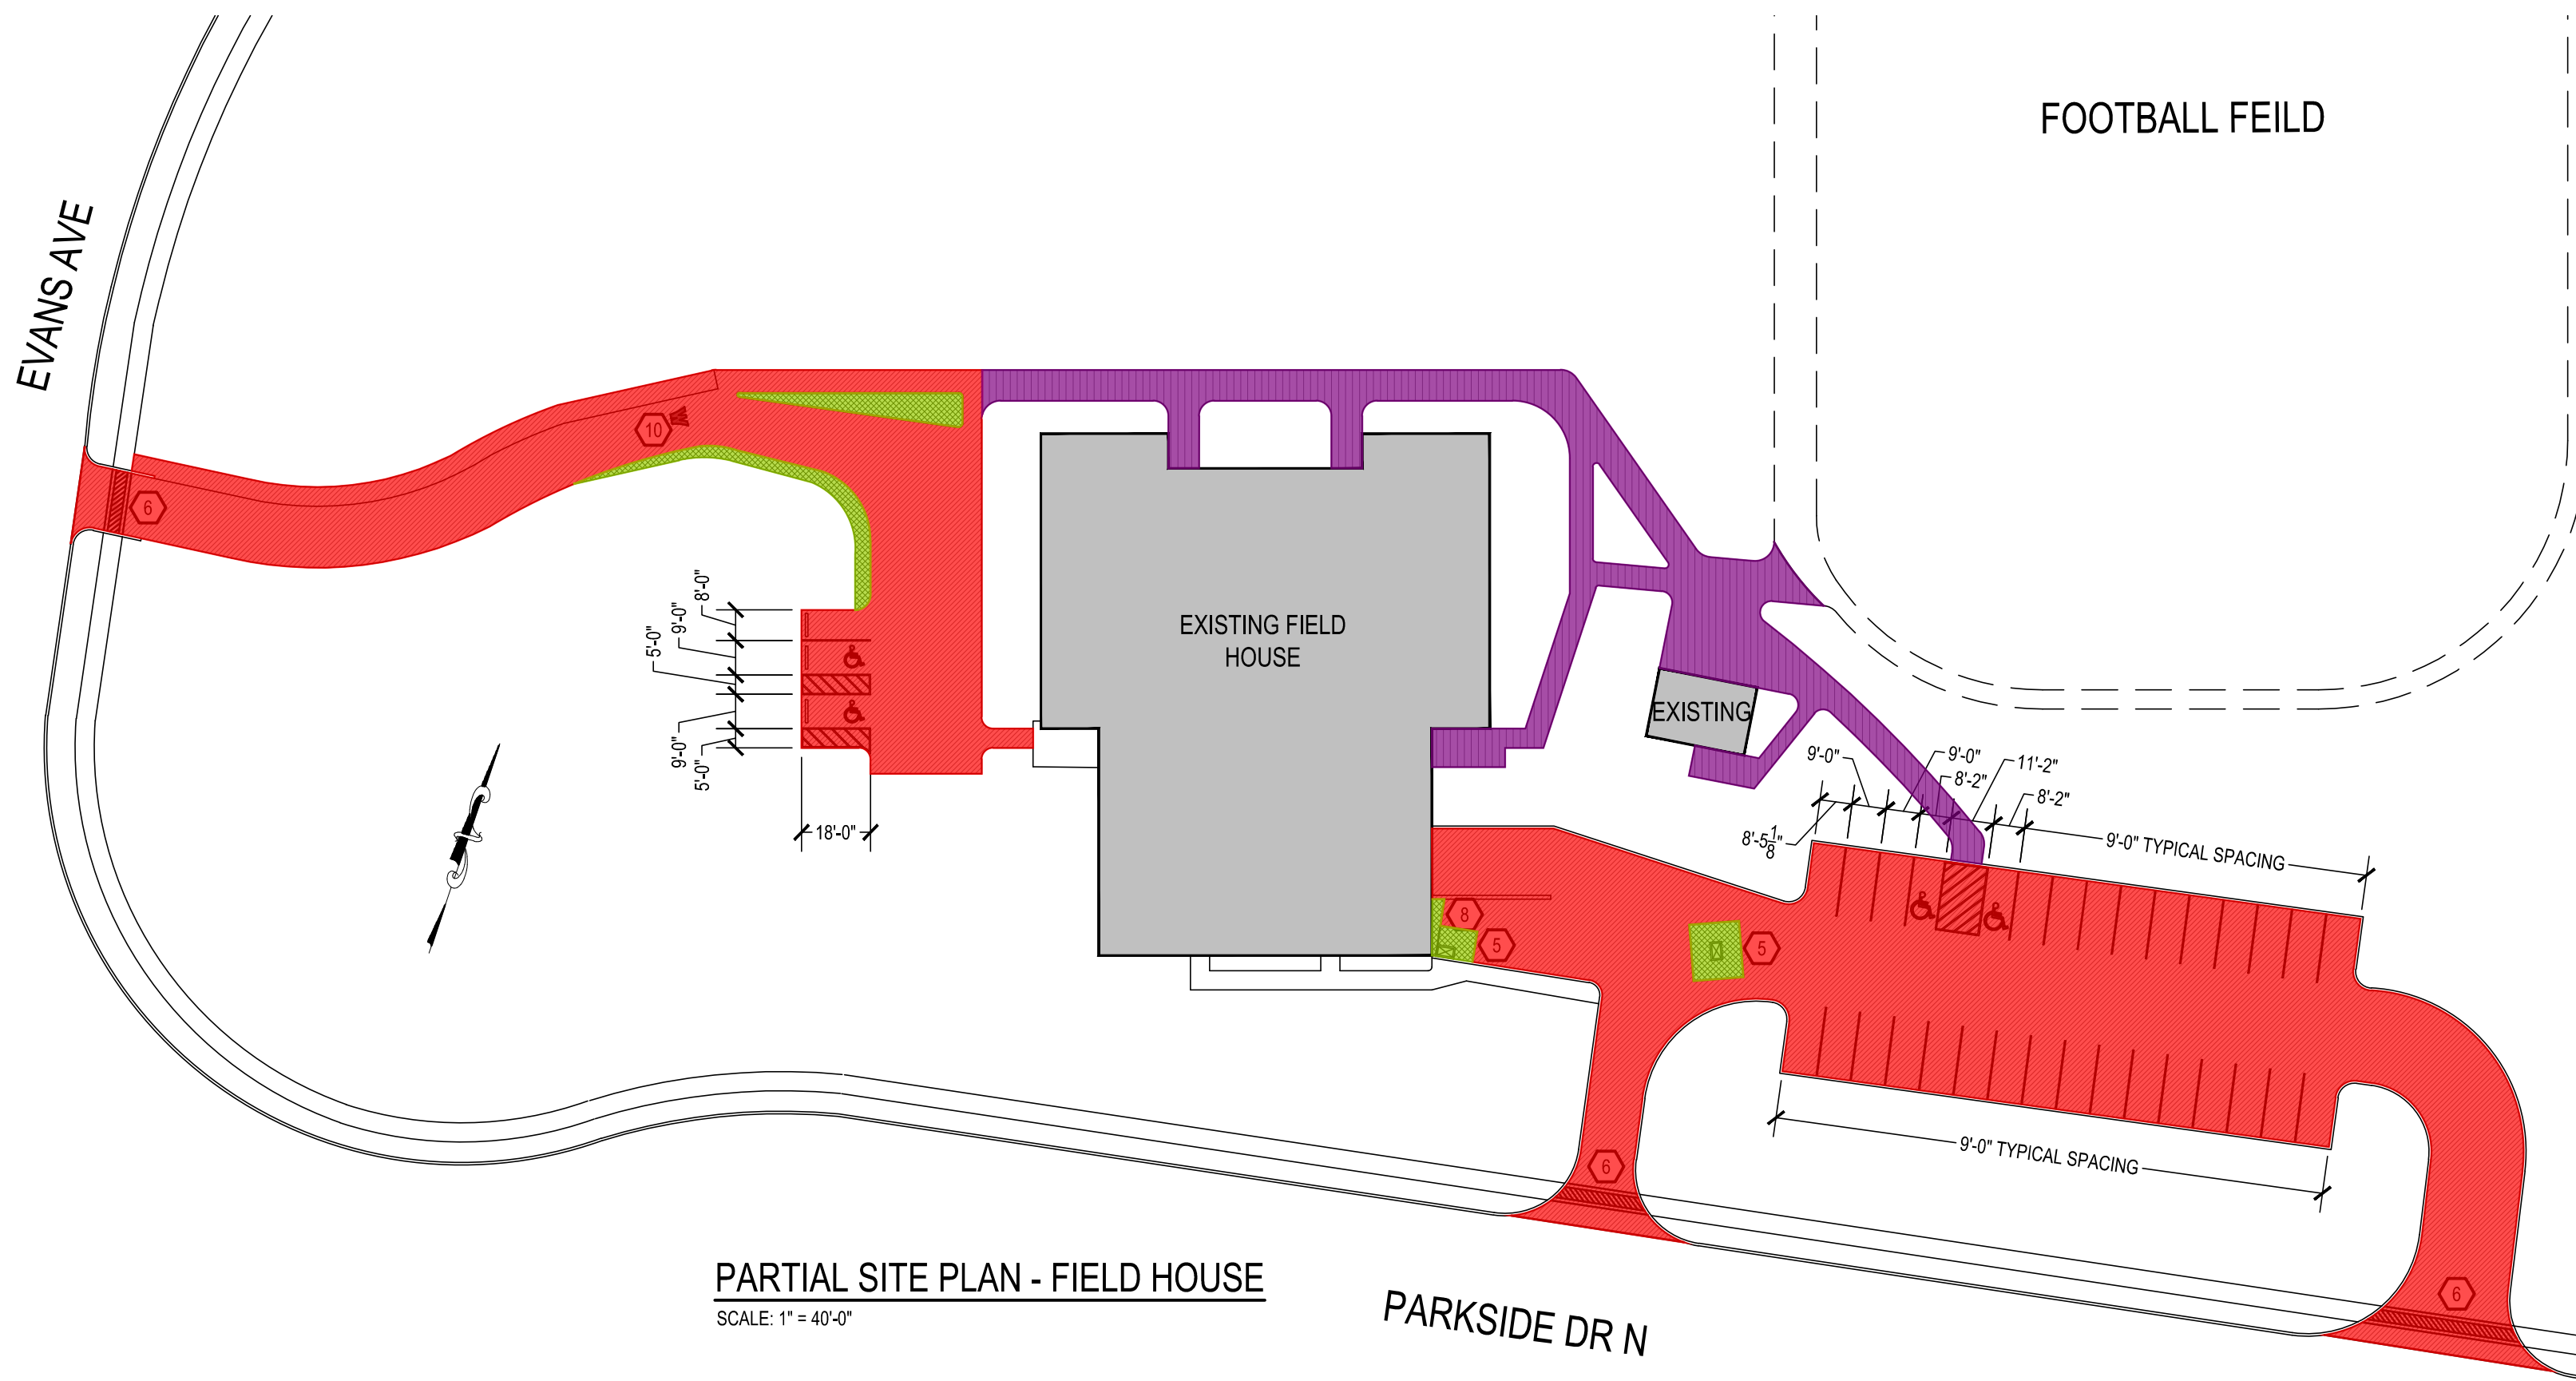 FOOTBALL FEILD
EVANS AVE
10
6
8'-0"
9'-0"
5'-0"
9'-0"
5'-0"
18'-0"
EXISTING FIELD
HOUSE
EXISTING
9'-0"
9'-0"
8'-2"
11'-2"
8'-2"
8'-5 1/8"
9'-0" TYPICAL SPACING
8
5
5
9'-0" TYPICAL SPACING
6
6
PARTIAL SITE PLAN - FIELD HOUSE
SCALE: 1" = 40'-0"
PARKSIDE DR N